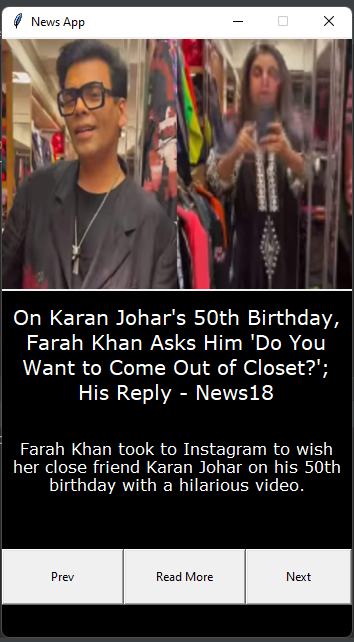 News App
On Karan Johar's 50th Birthday,
Farah Khan Asks Him 'Do You
Want to Come Out of Closet?';
His Reply - News18
Farah Khan took to Instagram to wish
her close friend Karan Johar on his 50th
birthday with a hilarious video.
Prev
Read More
Next